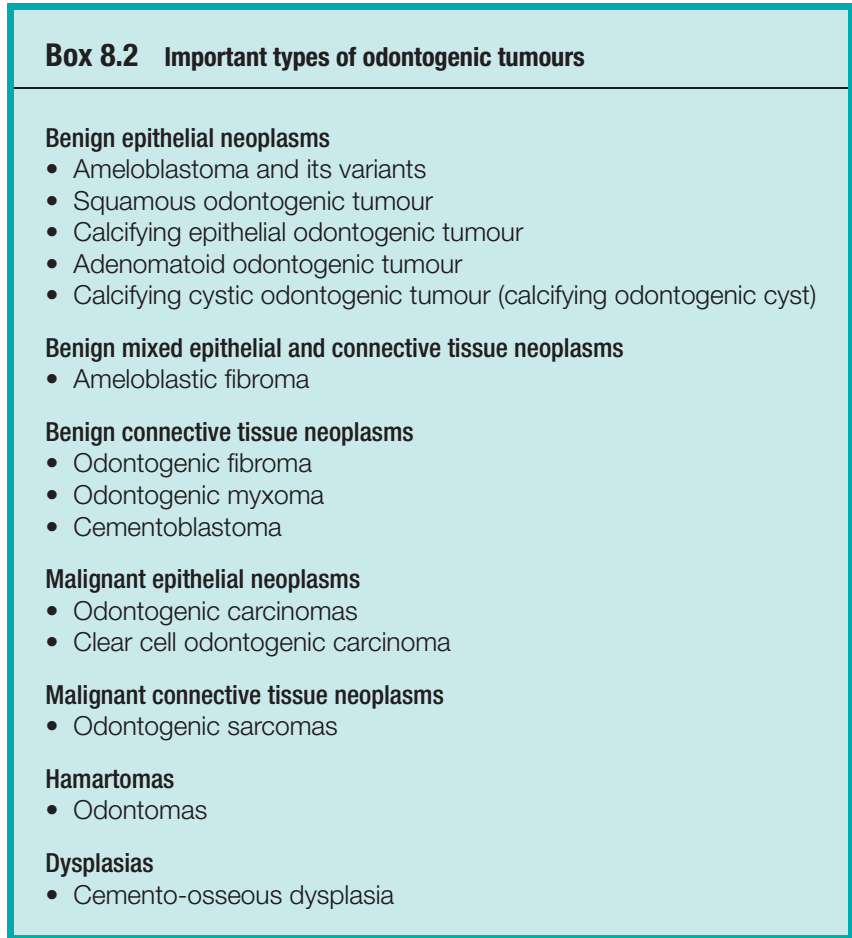 Box 8.2 Important types of odontogenic tumours
Benign epithelial neoplasms
• Ameloblastoma and its variants
• Squamous odontogenic tumour
• Calcifying epithelial odontogenic tumour
• Adenomatoid odontogenic tumour
• Calcifying cystic odontogenic tumour (calcifying odontogenic cyst)
Benign mixed epithelial and connective tissue neoplasms
• Ameloblastic fibroma
Benign connective tissue neoplasms
• Odontogenic fibroma
• Odontogenic myxoma
• Cementoblastoma
Malignant epithelial neoplasms
• Odontogenic carcinomas
• Clear cell odontogenic carcinoma
Malignant connective tissue neoplasms
• Odontogenic sarcomas
Hamartomas
• Odontomas
Dysplasias
• Cemento-osseous dysplasia